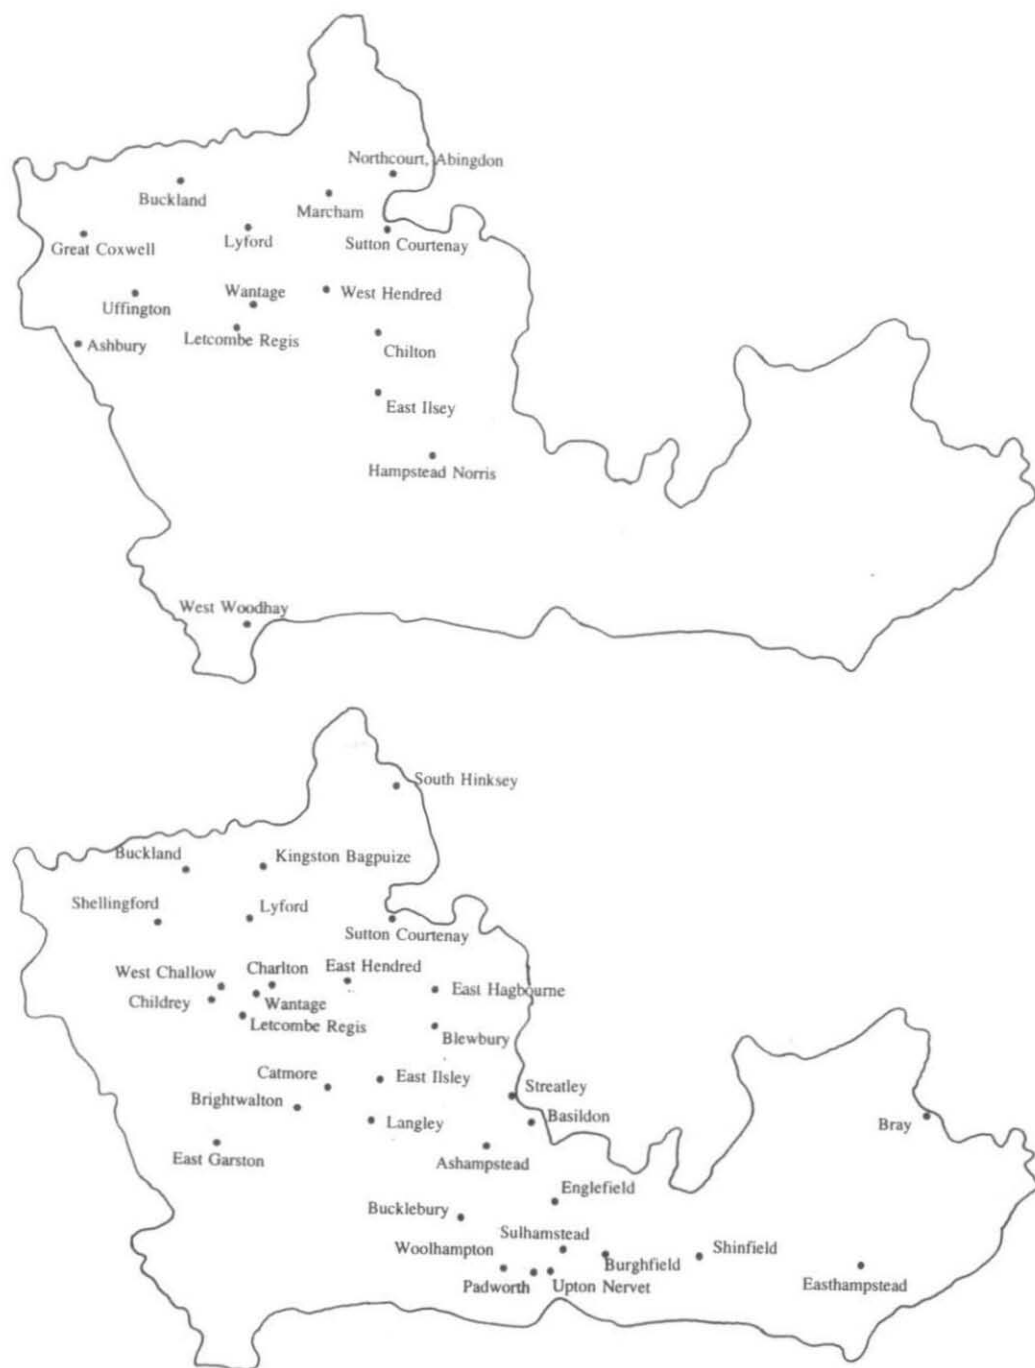 Northcourt, Abingdon
Buckland
Marcham
Great Coxwell
Lyford
Sutton Courtenay
Uffington
Wantage
West Hendred
Ashbury
Letcombe Regis
Chilton
East Ilsey
Hampstead Norris
West Woodhay
South Hinksey
Buckland
Kingston Bagpuize
Shellingford
Lyford
Sutton Courtenay
West Challow
Charlton
East Hendred
Childrey
Wantage
East Hagbourne
Letcombe Regis
Blewbury
Catmore
East Ilsley
Streatley
Brightwalton
Langley
Basildon
Bray
East Garston
Ashampstead
Englefield
Bucklebury
Sulhamstead
Woolhampton
Shinfield
Burghfield
Padworth
Upton Nervet
Easthampstead